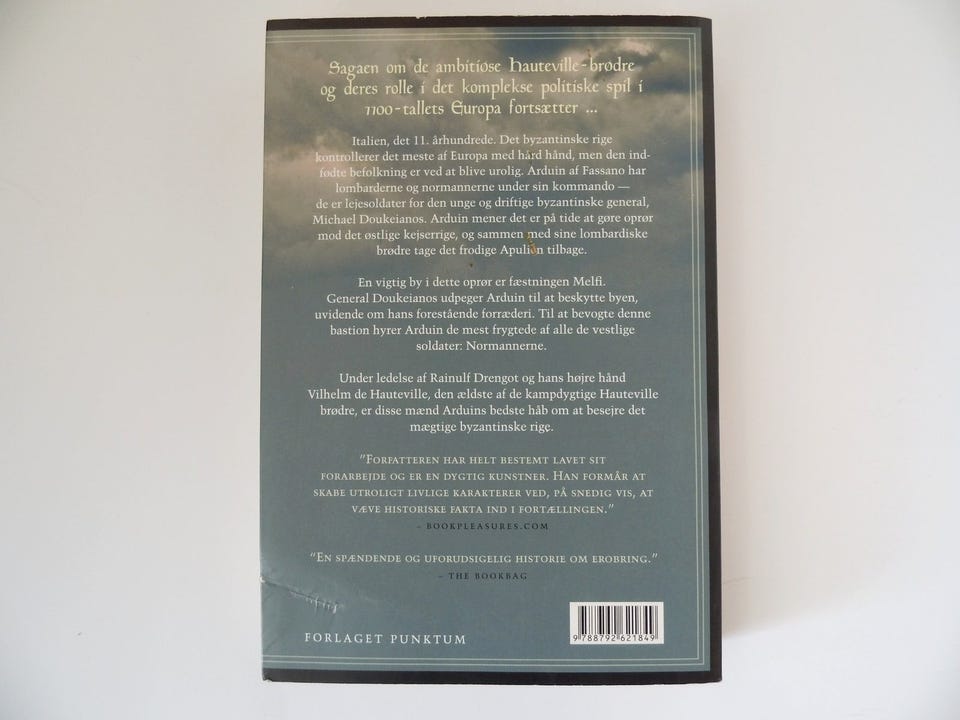 Sagaen om de ambitiøse Hauteville-brødre
og deres rolle i det komplekse politiske spil i
1100-tallets Europa fortsætter ...
Italien, det 11. århundrede. Det byzantinske rige
kontrollerer det meste af Europa med hård hånd, men den ind-
fødte befolkning er ved at blive urolig. Arduin af Fassano har
lombarderne og normannerne under sin kommando —
de er lejesoldater for den unge og driftige byzantinske general,
Michael Doukeianos. Arduin mener det er på tide at gøre oprør
mod det østlige kejserrige, og sammen med sine lombardiske
brødre tage det frodige Apulien tilbage.
En vigtig by i dette oprør er fæstningen Melfi.
General Doukeianos udpeger Arduin til at beskytte byen,
uvidende om hans forestående forræderi. Til at bevogte denne
bastion hyrer Arduin de mest frygtede af alle de vestlige
soldater: Normannerne.
Under ledelse af Rainulf Drengot og hans højre hånd
Vilhelm de Hauteville, den ældste af de kampdygtige Hauteville
brødre, er disse mænd Arduins bedste håb om at besejre det
mægtige byzantinske rige.
"Forfatteren har helt bestemt lavet sit
forarbejde og er en dygtig kunstner. Han formår at
skabe utroligt livlige karakterer ved, på snedig vis, at
væve historiske fakta ind i fortællingen."
– BOOKPLEASURES.COM
"En spændende og uforudsigelig historie om erobring."
– THE BOOKBAG
FORLAGET PUNKTUM
9 788792 621849